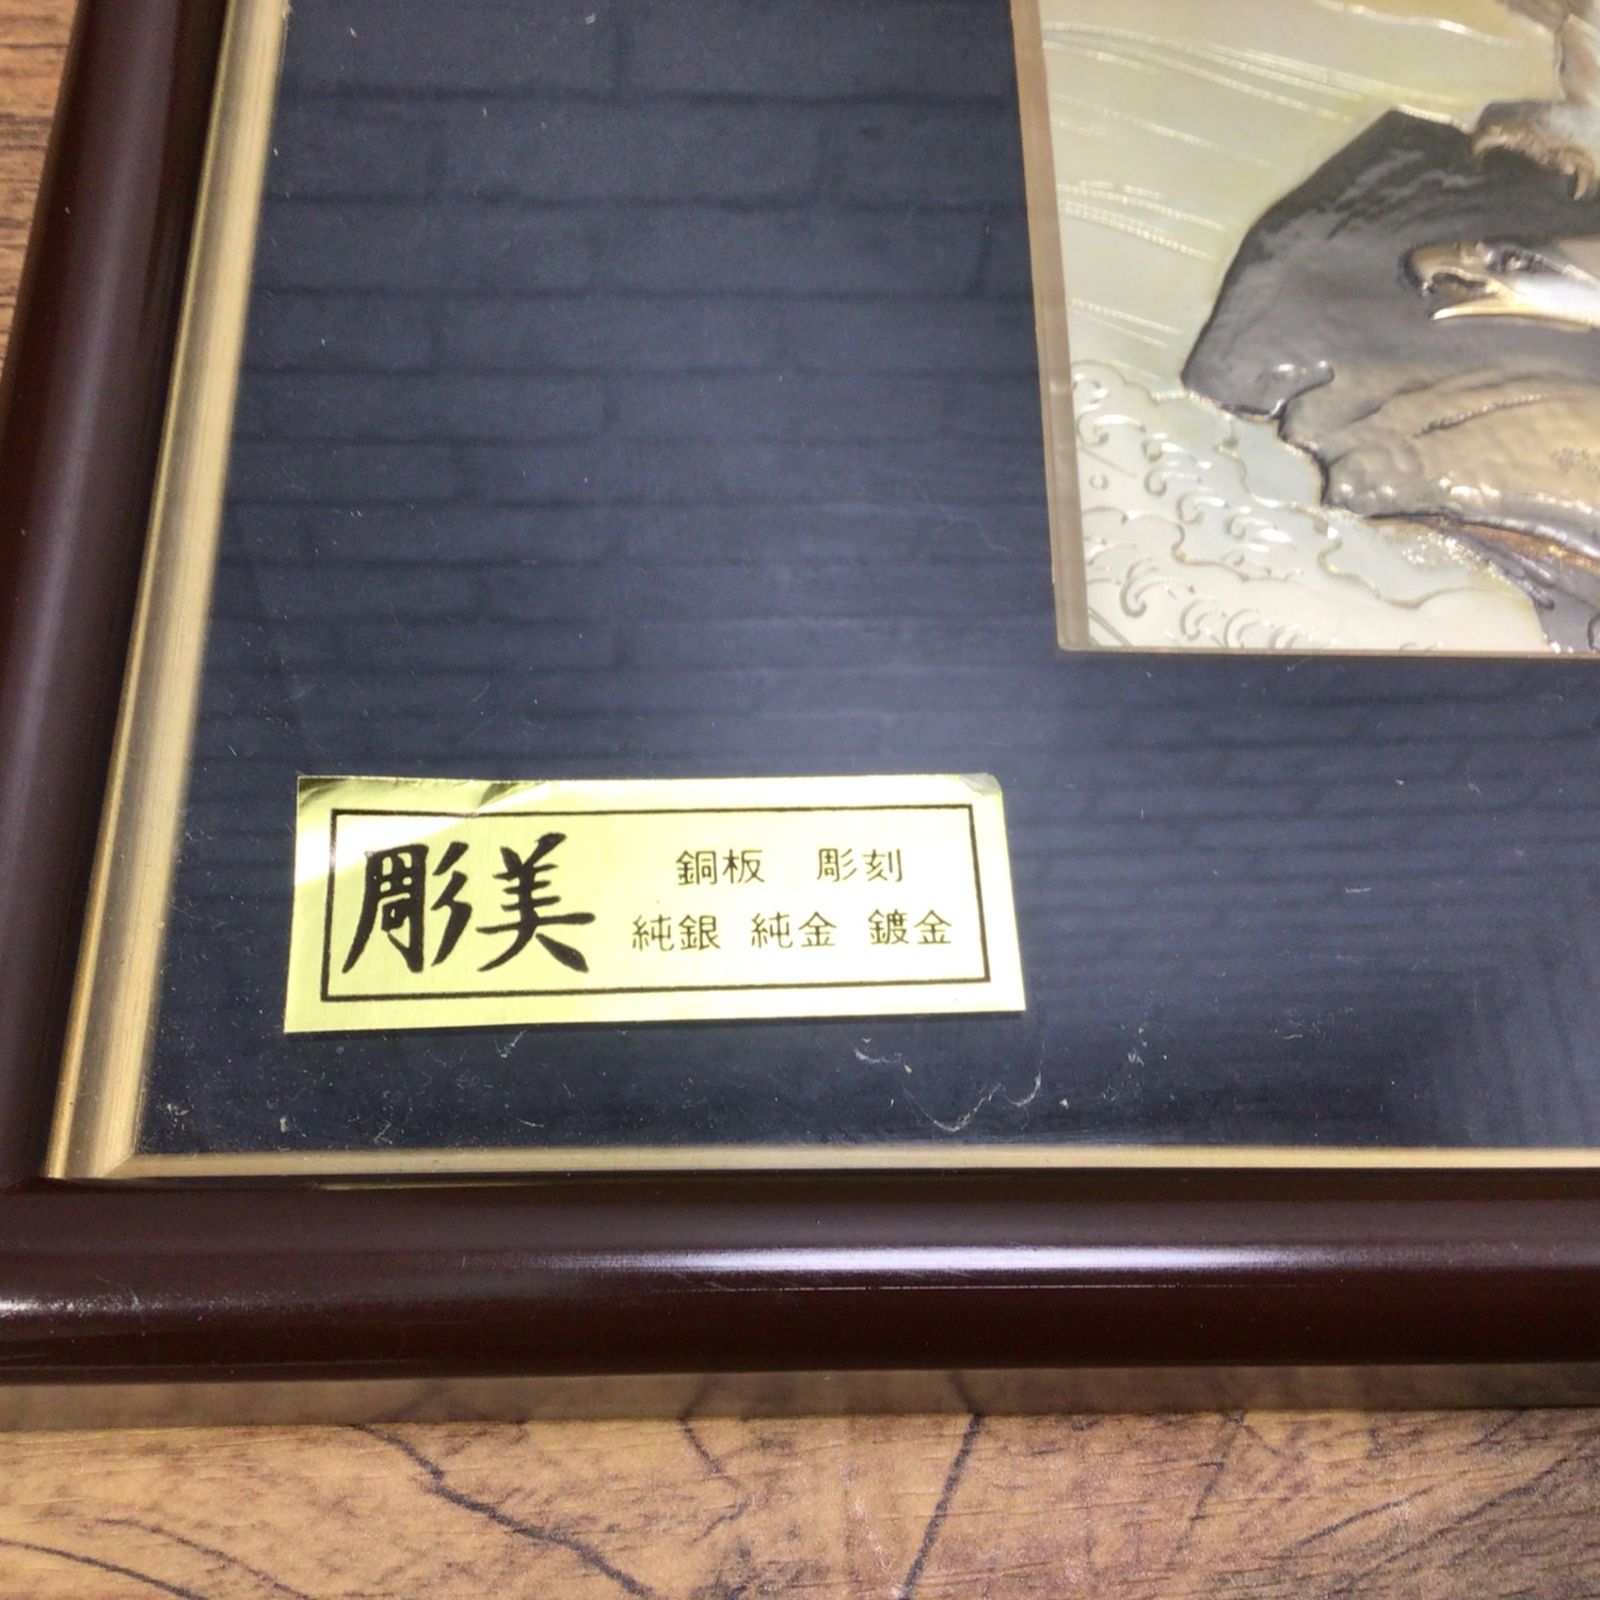 彫美
銅板 彫刻
純銀 純金 鍍金